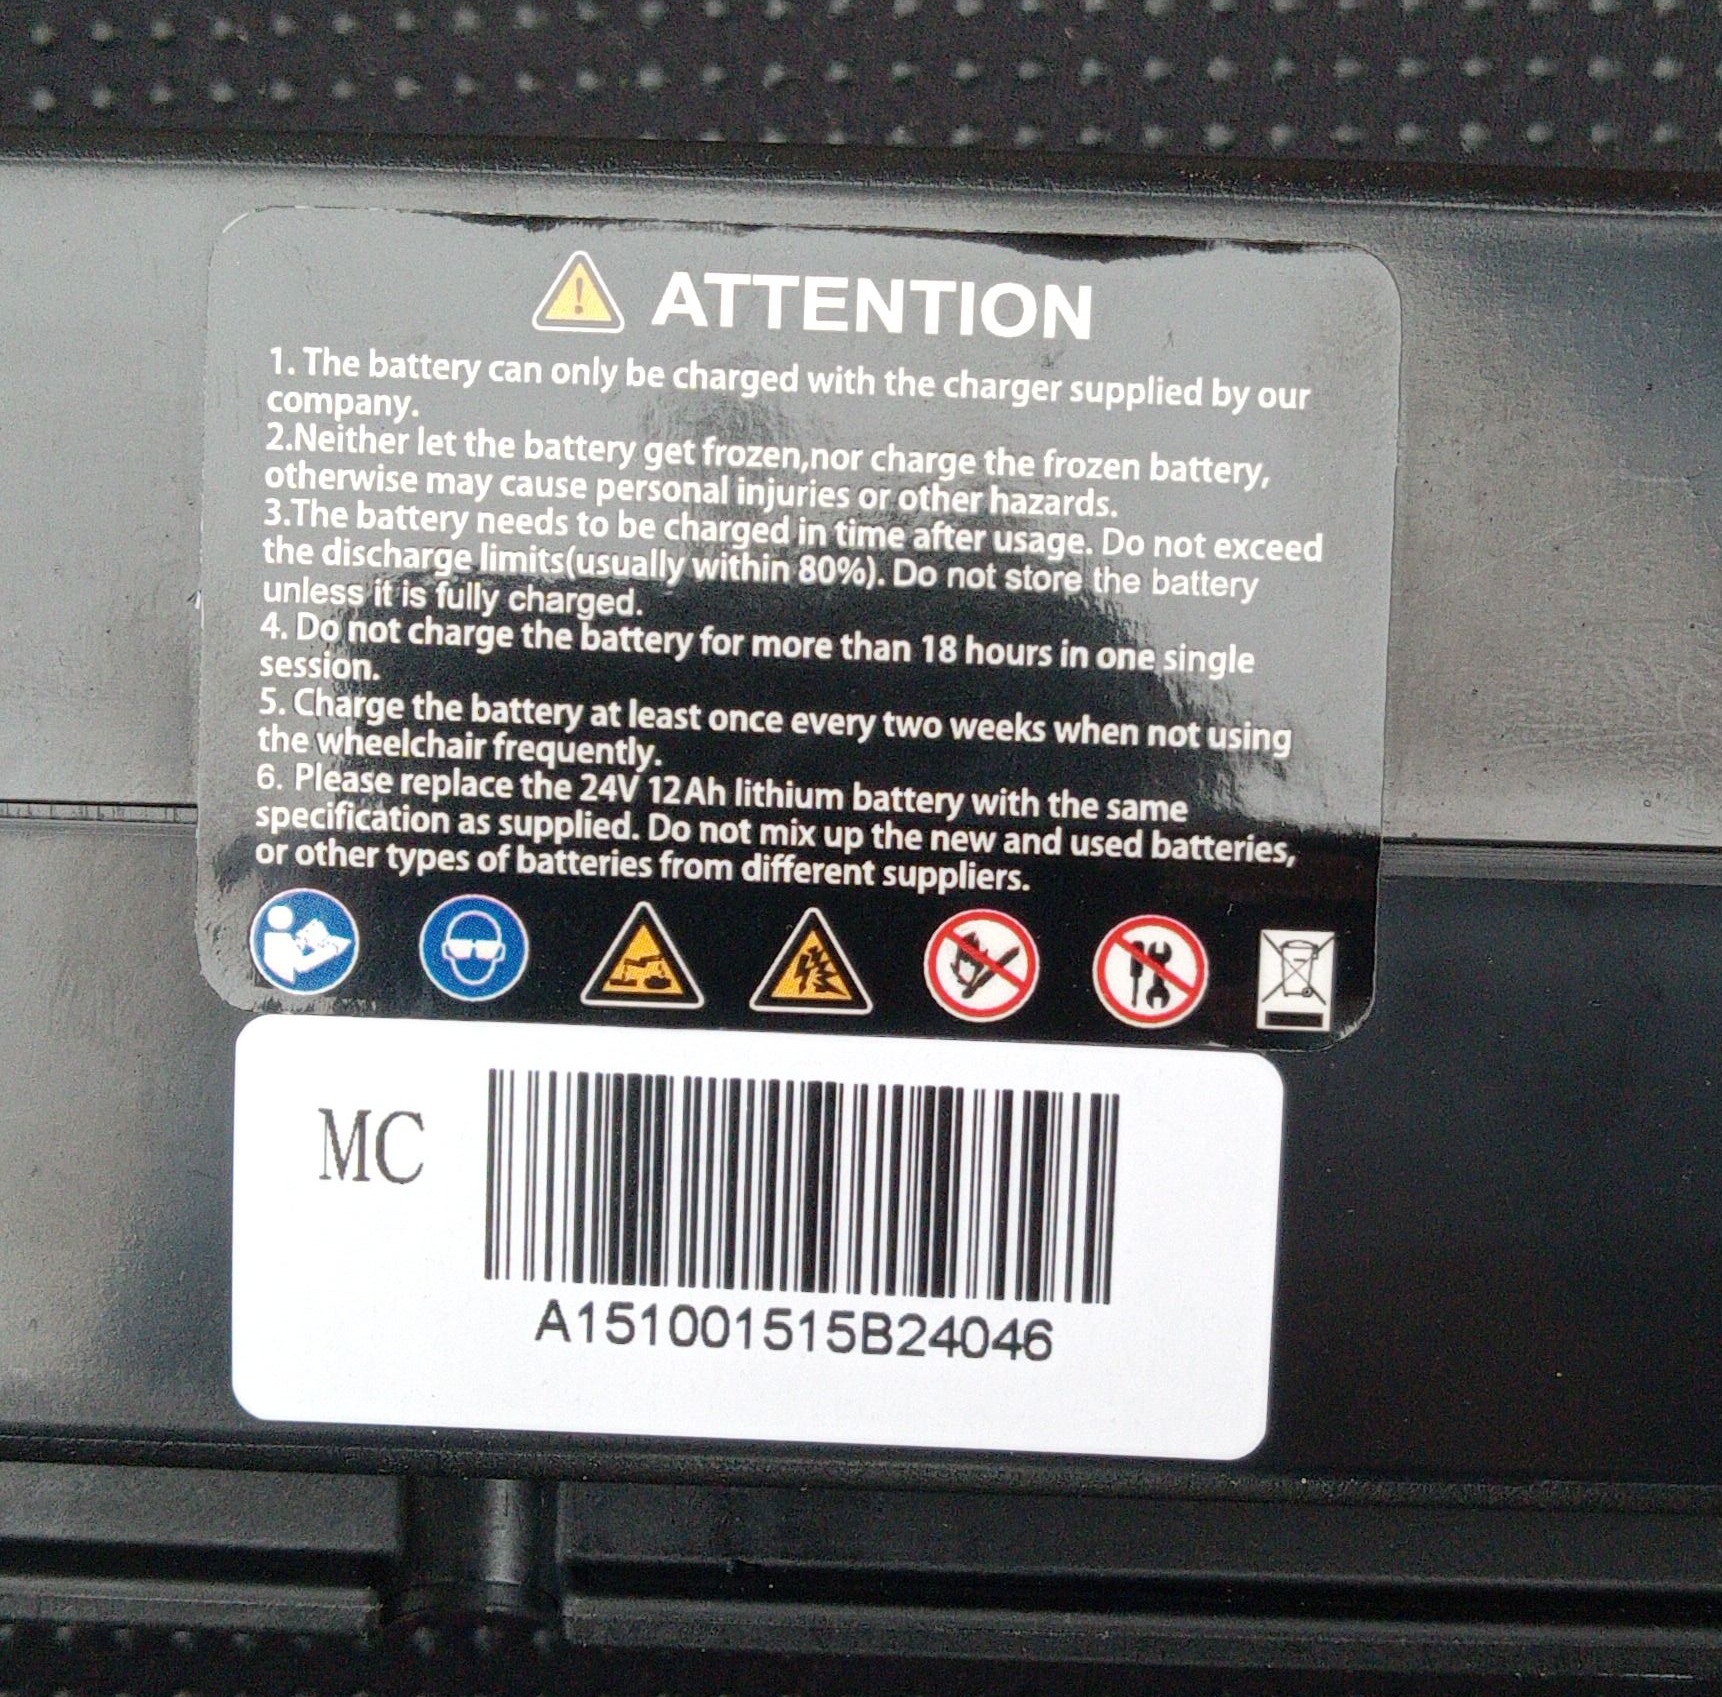 ATTENTION
1. The battery can only be charged with the charger supplied by our
company.
2.Neither let the battery get frozen,nor charge the frozen battery,
otherwise may cause personal injuries or other hazards.
3.The battery needs to be charged in time after usage. Do not exceed
the discharge limits(usually within 80%). Do not store the battery
unless it is fully charged.
4. Do not charge the battery for more than 18 hours in one single
session.
5. Charge the battery at least once every two weeks when not using
the wheelchair frequently.
6. Please replace the 24V 12Ah lithium battery with the same
specification as supplied. Do not mix up the new and used batteries,
or other types of batteries from different suppliers.
MC
A151001515B24046